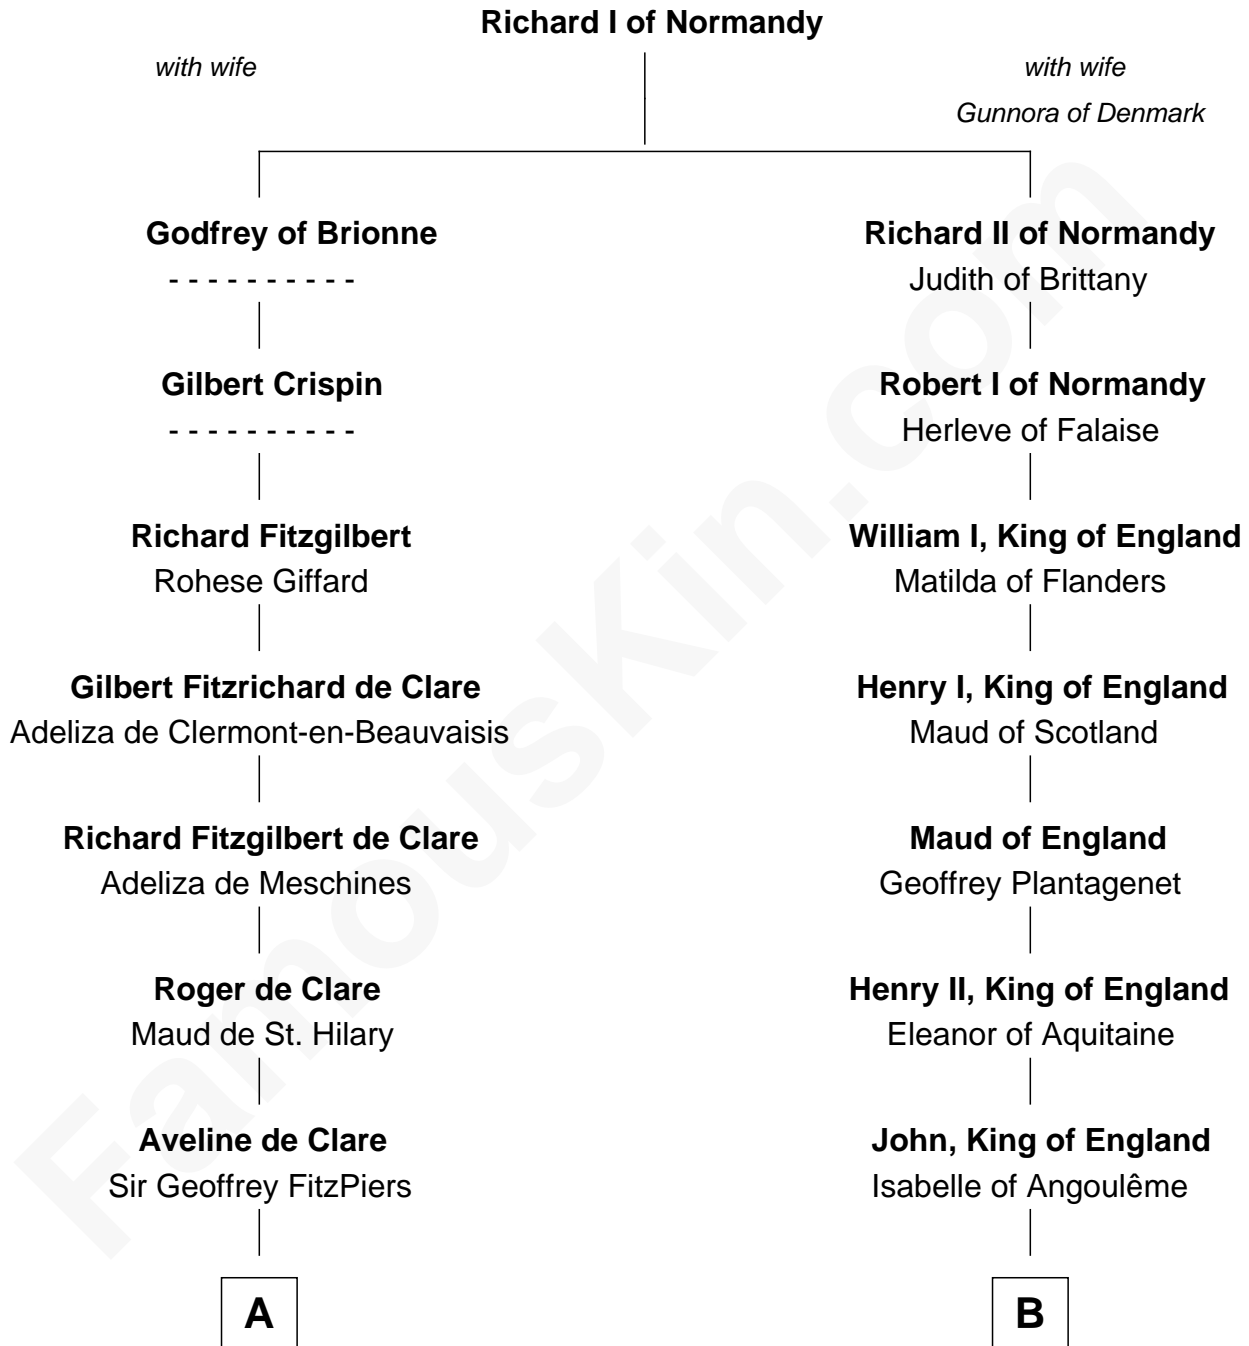 Richard I of Normandy
with wife
with wife
Gunnora of Denmark
Godfrey of Brionne
- - - - - - - - - -
Gilbert Crispin
- - - - - - - - - -
Richard Fitzgilbert
Rohese Giffard
Gilbert Fitzrichard de Clare
Adeliza de Clermont-en-Beauvaisis
Richard Fitzgilbert de Clare
Adeliza de Meschines
Roger de Clare
Maud de St. Hilary
Aveline de Clare
Sir Geoffrey FitzPiers
A
Richard II of Normandy
Judith of Brittany
Robert I of Normandy
Herleve of Falaise
William I, King of England
Matilda of Flanders
Henry I, King of England
Maud of Scotland
Maud of England
Geoffrey Plantagenet
Henry II, King of England
Eleanor of Aquitaine
John, King of England
Isabelle of Angoulême
B
FamousKin.com